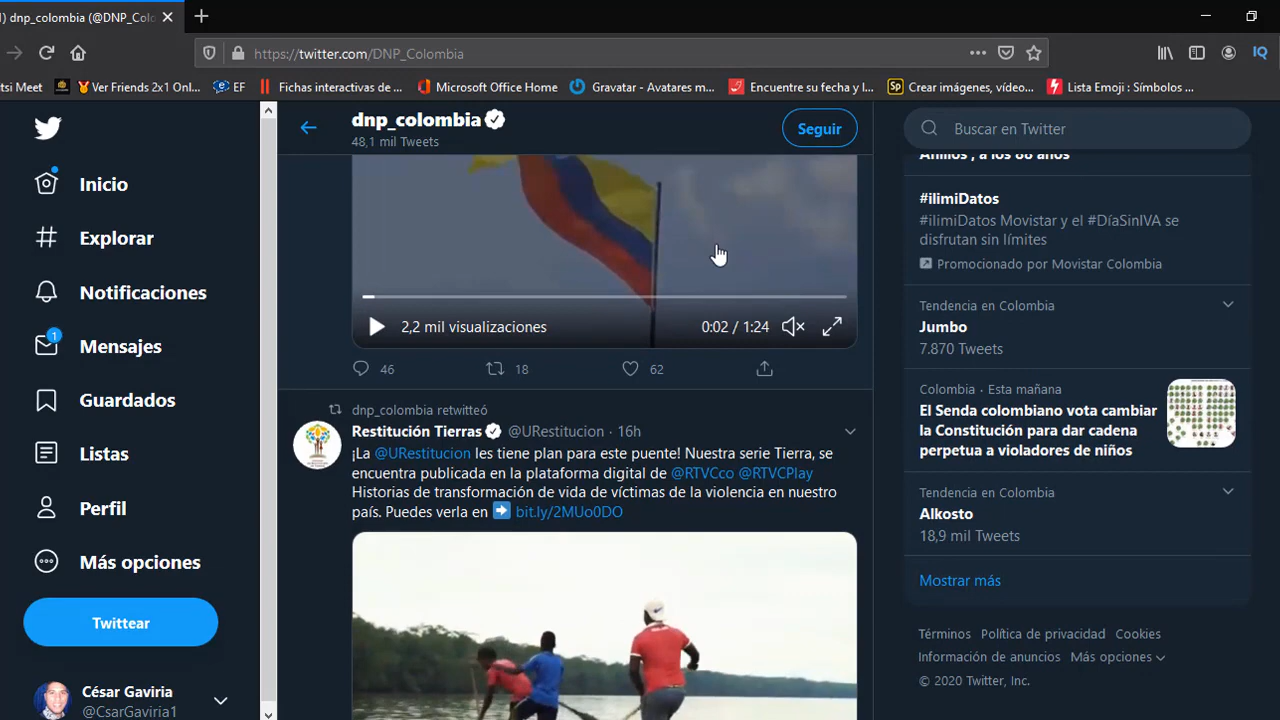 ) dnp_colombia (@DNP_Colo
https://twitter.com/DNP_Colombia
tsi Meet
Ver Friends 2x1 Onl...
EF
Fichas interactivas de ...
Microsoft Office Home
Gravatar - Avatares m...
Encuentre su fecha y l...
Crear imágenes, vídeo...
Lista Emoji : Símbolos ...
Inicio
Explorar
Notificaciones
1
Mensajes
Guardados
Listas
Perfil
Más opciones
Twittear
César Gaviria
@CsarGaviria1
dnp_colombia
48,1 mil Tweets
Seguir
2,2 mil visualizaciones
0:02 / 1:24
46
18
62
dnp_colombia retwitteó
Restitución Tierras @URestitucion · 16h
¡La @URestitucion les tiene plan para este puente! Nuestra serie Tierra, se
encuentra publicada en la plataforma digital de @RTVCco @RTVCPlay
Historias de transformación de vida de víctimas de la violencia en nuestro
país. Puedes verla en ➡ bit.ly/2MUo0DO
Buscar en Twitter
Anillos', a los 88 años
#ilimiDatos
#ilimiDatos Movistar y el #DíaSinIVA se
disfrutan sin límites
Promocionado por Movistar Colombia
Tendencia en Colombia
Jumbo
7.870 Tweets
Colombia · Esta mañana
El Senda colombiano vota cambiar
la Constitución para dar cadena
perpetua a violadores de niños
Tendencia en Colombia
Alkosto
18,9 mil Tweets
Mostrar más
Términos Política de privacidad Cookies
Información de anuncios Más opciones
© 2020 Twitter, Inc.